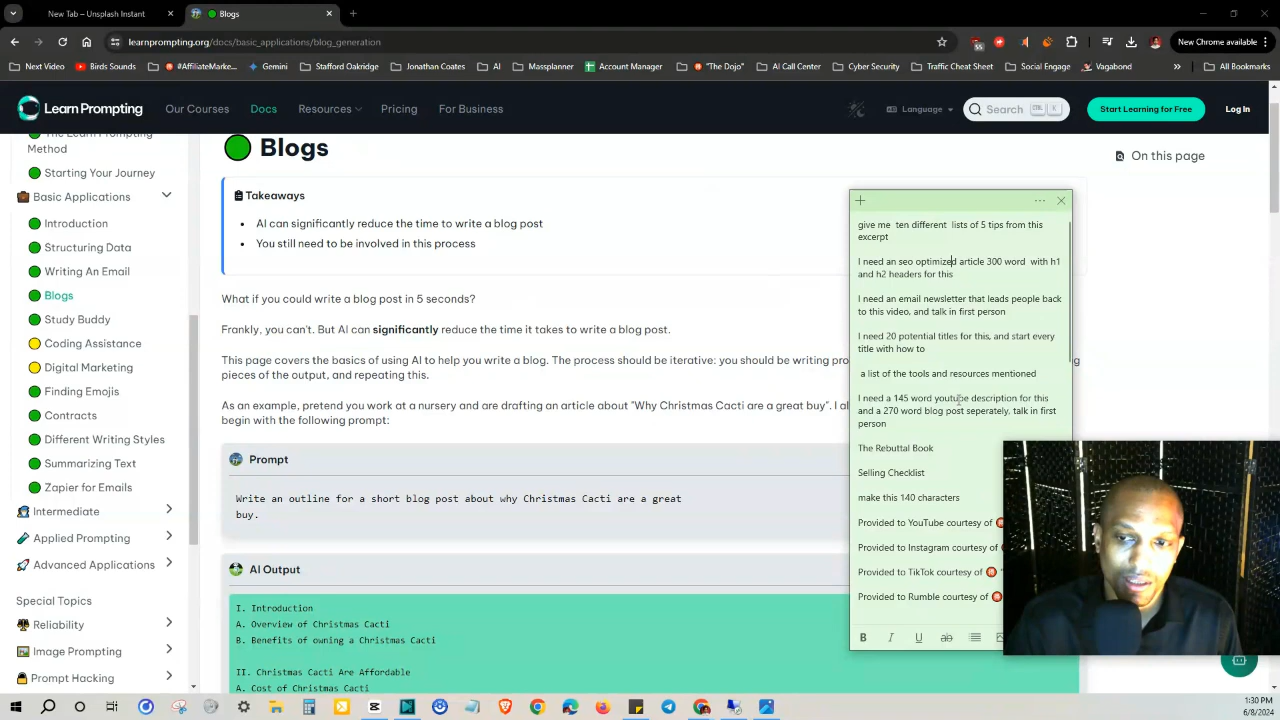 New Tab – Unsplash Instant
Blogs
learnprompting.org/docs/basic_applications/blog_generation
New Chrome available
Next Video
Birds Sounds
#AffiliateMarke...
Gemini
Stafford Oakridge
Jonathan Coates
AI
Massplanner
Account Manager
"The Dojo"
AI Call Center
Cyber Security
Traffic Cheat Sheet
Social Engage
Vagabond
»
All Bookmarks
Learn Prompting
Our Courses
Docs
Resources
Pricing
For Business
Language
Search
CTRL K
Start Learning for Free
Log In
The Learn Prompting
Method
Starting Your Journey
Basic Applications
Introduction
Structuring Data
Writing An Email
Blogs
Study Buddy
Coding Assistance
Digital Marketing
Finding Emojis
Contracts
Different Writing Styles
Summarizing Text
Zapier for Emails
Intermediate
Applied Prompting
Advanced Applications
Special Topics
Reliability
Image Prompting
Prompt Hacking
Blogs
Takeaways
• AI can significantly reduce the time to write a blog post
• You still need to be involved in this process
What if you could write a blog post in 5 seconds?
Frankly, you can't. But AI can significantly reduce the time it takes to write a blog post.
This page covers the basics of using AI to help you write a blog. The process should be iterative: you should be writing pro
pieces of the output, and repeating this.
As an example, pretend you work at a nursery and are drafting an article about "Why Christmas Cacti are a great buy". I al
begin with the following prompt:
Prompt
Write an outline for a short blog post about why Christmas Cacti are a great
buy.
AI Output
I. Introduction
A. Overview of Christmas Cacti
B. Benefits of owning a Christmas Cacti
II. Christmas Cacti Are Affordable
A. Cost of Christmas Cacti
On this page
give me ten different lists of 5 tips from this
excerpt
I need an seo optimized article 300 word with h1
and h2 headers for this
I need an email newsletter that leads people back
to this video, and talk in first person
I need 20 potential titles for this, and start every
title with how to
a list of the tools and resources mentioned
I need a 145 word youtube description for this
and a 270 word blog post seperately, talk in first
person
The Rebuttal Book
Selling Checklist
make this 140 characters
Provided to YouTube courtesy of
Provided to Instagram courtesy of
Provided to TikTok courtesy of
Provided to Rumble courtesy of
B I U ab
1:30 PM
6/8/2024